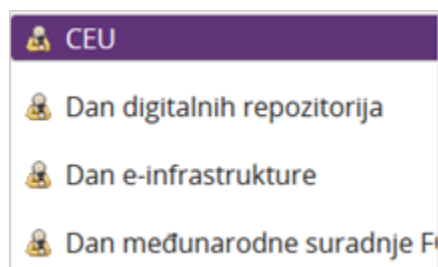 CEU
Dan digitalnih repozitorija
Dan e-infrastrukture
Dan međunarodne suradnje